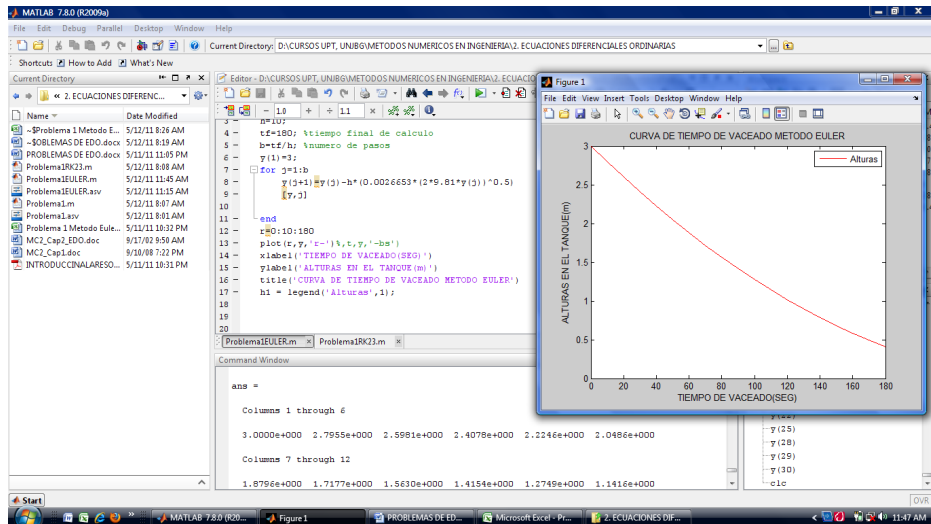 MATLAB 7.8.0 (R2009a)
File Edit Debug Parallel Desktop Window Help
Current Directory: D:\CURSOS UPT, UNJBG\METODOS NUMERICOS EN INGENIERIA\2. ECUACIONES DIFERENCIALES ORDINARIAS
Shortcuts How to Add What's New
Current Directory
« 2. ECUACIONES DIFERENC...
Name Date Modified
~$Problema 1 Metodo E... 5/12/11 8:26 AM
~$OBLEMAS DE EDO.docx 5/12/11 8:19 AM
PROBLEMAS DE EDO.docx 5/11/11 11:05 PM
Problema1RK23.m 5/12/11 8:08 AM
Problema1EULER.m 5/12/11 11:45 AM
Problema1EULER.asv 5/12/11 11:15 AM
Problema1.m 5/12/11 8:07 AM
Problema1.asv 5/12/11 8:01 AM
Problema 1 Metodo Eule... 5/11/11 10:32 PM
MC2_Cap2_EDO.doc 9/17/02 9:50 AM
MC2_Cap1.doc 9/10/08 7:22 PM
INTRODUCCINALARESO... 5/11/11 10:31 PM
Editor - D:\CURSOS UPT, UNJBG\METODOS NUMERICOS EN INGENIERIA\2. ECUACIO
- 1.0 + ÷ 1.1 ×
3 - h=10;
4 - tf=180; %tiempo final de calculo
5 - b=tf/h; %numero de pasos
6 - y(1)=3;
7 - for j=1:b
8 - y(j+1)=y(j)-h*(0.0026653*(2*9.81*y(j))^0.5)
9 - [y,j]
10
11 - end
12 - r=0:10:180
13 - plot(r,y,'r-')%,t,y,'-bs')
14 - xlabel('TIEMPO DE VACEADO(SEG)')
15 - ylabel('ALTURAS EN EL TANQUE(m)')
16 - title('CURVA DE TIEMPO DE VACEADO METODO EULER')
17 - h1 = legend('Alturas',1);
18
19
20
Problema1EULER.m × Problema1RK23.m ×
Command Window
ans =
Columns 1 through 6
3.0000e+000 2.7955e+000 2.5981e+000 2.4078e+000 2.2246e+000 2.0486e+000
Columns 7 through 12
1.8796e+000 1.7177e+000 1.5630e+000 1.4154e+000 1.2749e+000 1.1416e+000
Figure 1
File Edit View Insert Tools Desktop Window Help
CURVA DE TIEMPO DE VACEADO METODO EULER
Alturas
3
2.5
2
1.5
1
0.5
0
ALTURAS EN EL TANQUE(m)
0 20 40 60 80 100 120 140 160 180
TIEMPO DE VACEADO(SEG)
y(25)
y(28)
y(29)
y(30)
clc
Start
OVR
MATLAB 7.8.0 (R20...
Figure 1
PROBLEMAS DE ED...
Microsoft Excel - Pr...
2. ECUACIONES DIF...
11:47 AM